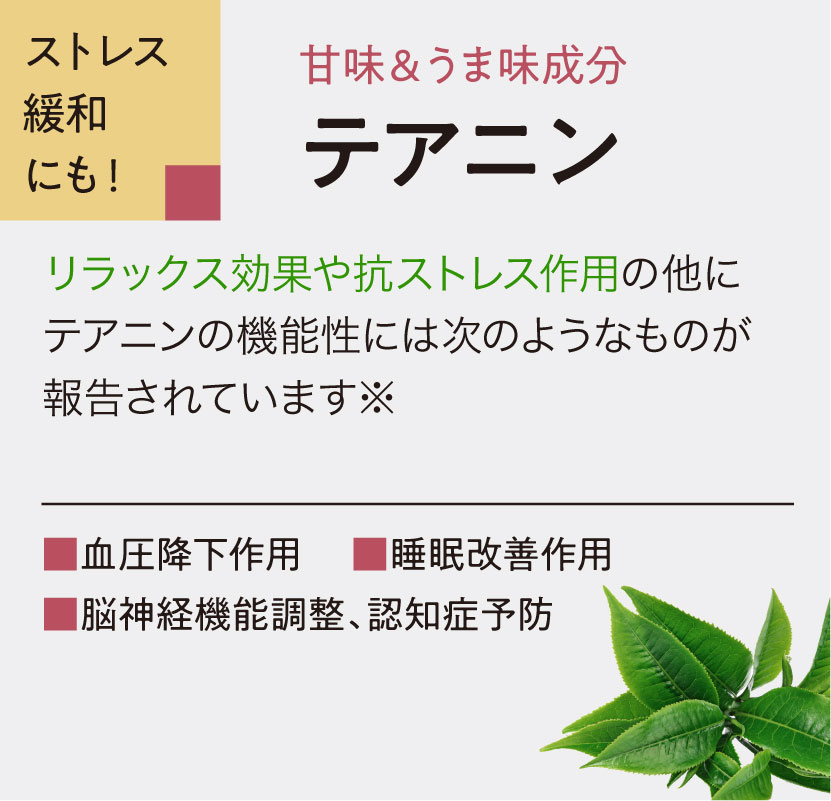 ストレス
緩和
にも！
甘味＆うま味成分
テアニン
リラックス効果や抗ストレス作用の他に
テアニンの機能性には次のようなものが
報告されています※
■血圧降下作用　■睡眠改善作用
■脳神経機能調整、認知症予防